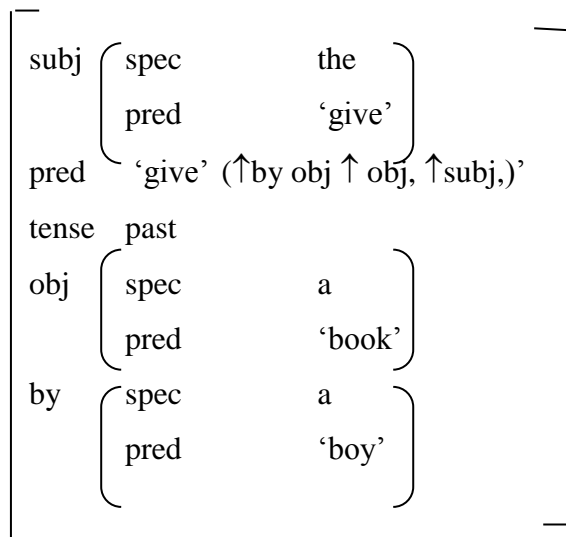 subj spec the
pred ‘give’
pred ‘give’ (↑by obj ↑ obj, ↑subj,)’
tense past
obj spec a
pred ‘book’
by spec a
pred ‘boy’